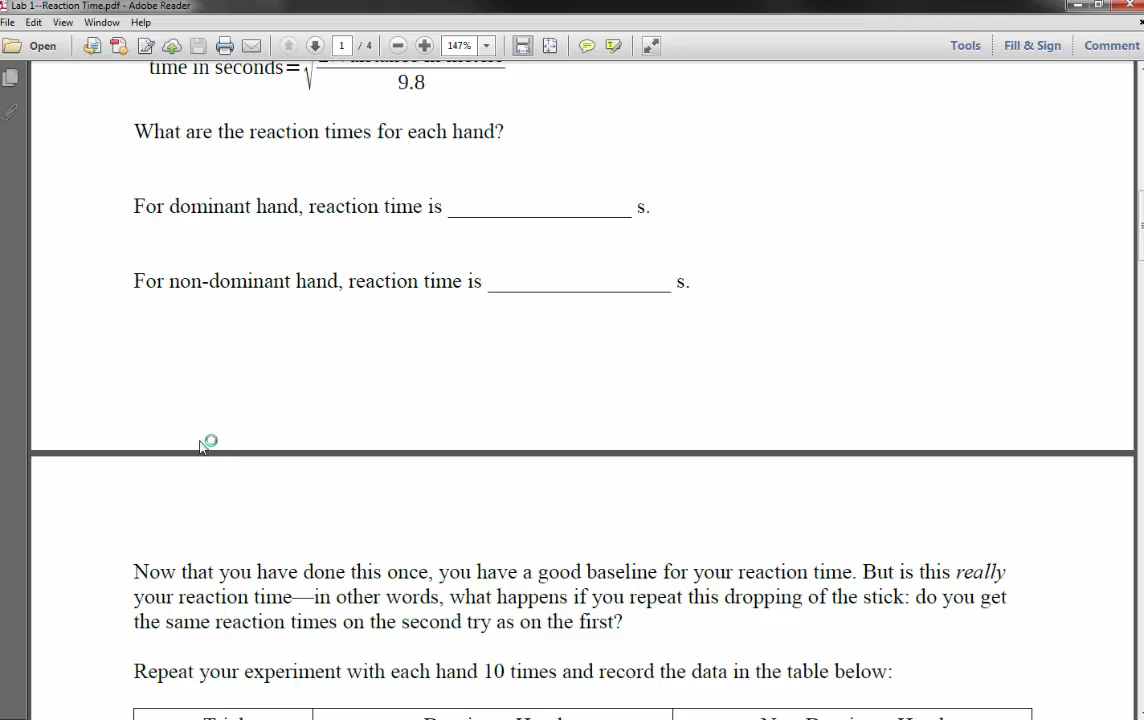 Lab 1--Reaction Time.pdf - Adobe Reader
File Edit View Window Help
Open 1 / 4 147% Tools Fill & Sign Comment
time in seconds=√
9.8
What are the reaction times for each hand?
For dominant hand, reaction time is _________________ s.
For non-dominant hand, reaction time is _________________ s.
Now that you have done this once, you have a good baseline for your reaction time. But is this really
your reaction time—in other words, what happens if you repeat this dropping of the stick: do you get
the same reaction times on the second try as on the first?
Repeat your experiment with each hand 10 times and record the data in the table below: